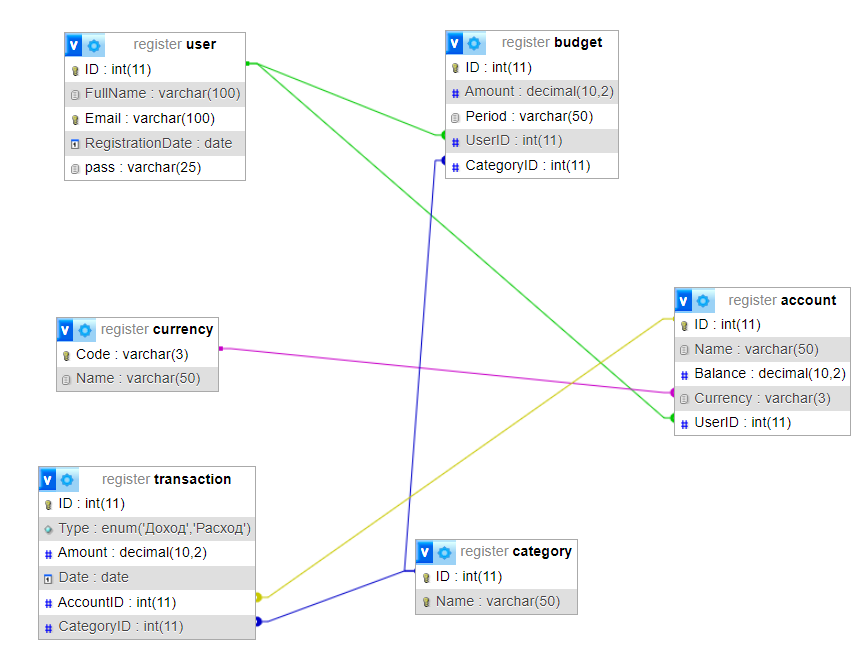 register user
ID : int(11)
FullName : varchar(100)
Email : varchar(100)
RegistrationDate : date
pass : varchar(25)
register budget
ID : int(11)
Amount : decimal(10,2)
Period : varchar(50)
UserID : int(11)
CategoryID : int(11)
register account
ID : int(11)
Name : varchar(50)
Balance : decimal(10,2)
Currency : varchar(3)
UserID : int(11)
register currency
Code : varchar(3)
Name : varchar(50)
register transaction
ID : int(11)
Type : enum('Доход','Расход')
Amount : decimal(10,2)
Date : date
AccountID : int(11)
CategoryID : int(11)
register category
ID : int(11)
Name : varchar(50)